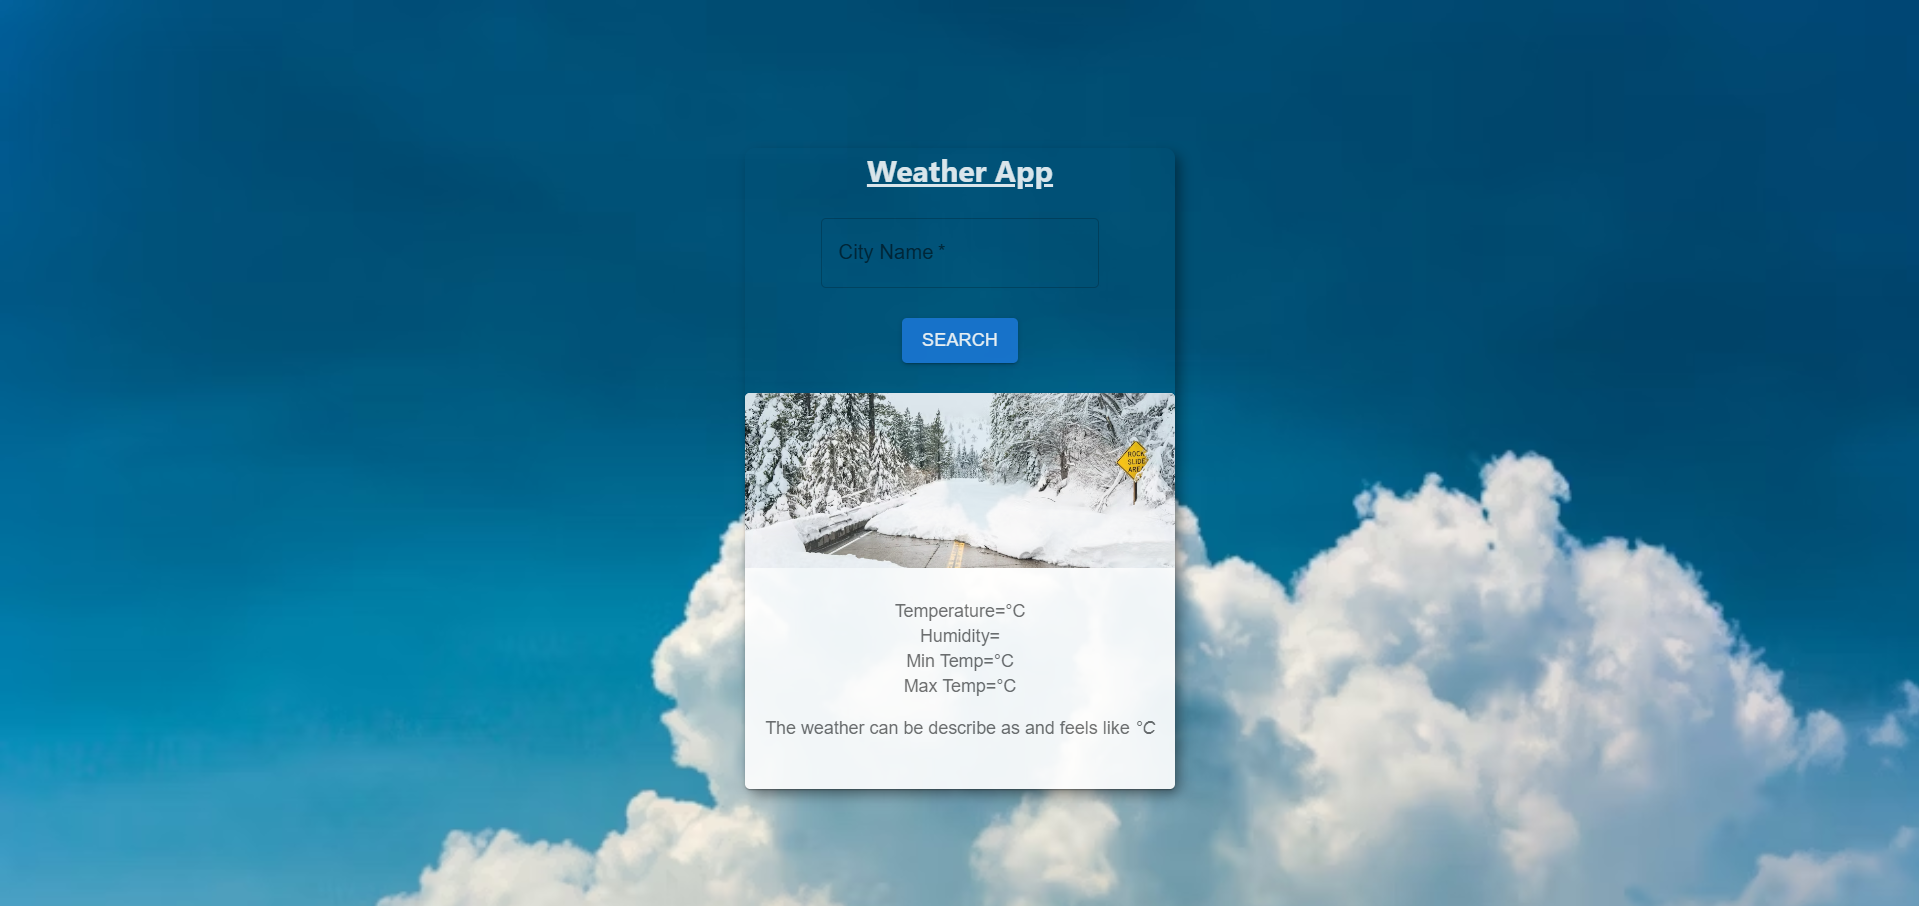 Weather App
City Name *
SEARCH
ROCK
SLIDE
AREA
Temperature=°C
Humidity=
Min Temp=°C
Max Temp=°C
The weather can be describe as and feels like °C